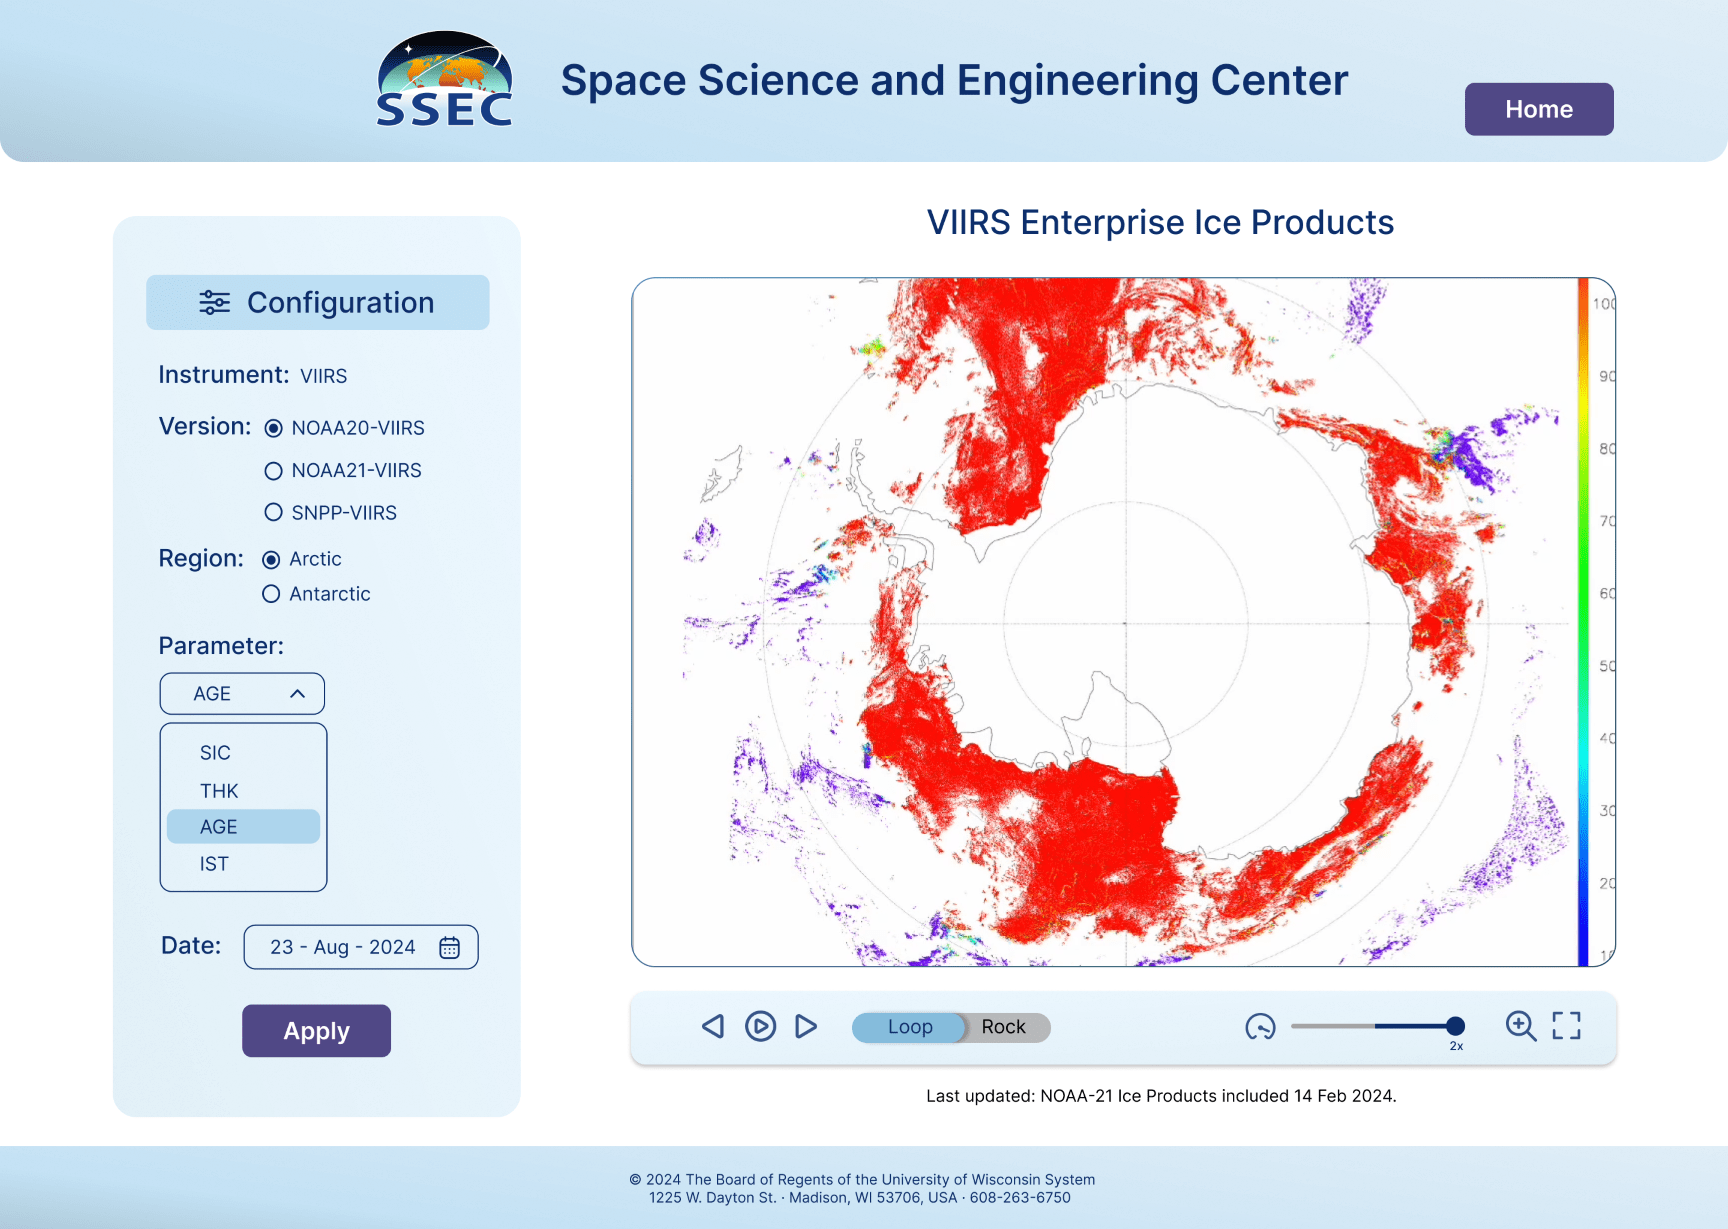 SSEC
Space Science and Engineering Center
Home
Configuration
Instrument: VIIRS
Version: NOAA20-VIIRS
NOAA21-VIIRS
SNPP-VIIRS
Region: Arctic
Antarctic
Parameter:
AGE
SIC
THK
AGE
IST
Date: 23 - Aug - 2024
Apply
VIIRS Enterprise Ice Products
100
90
80
70
60
50
40
30
20
Loop Rock
2x
Last updated: NOAA-21 Ice Products included 14 Feb 2024.
© 2024 The Board of Regents of the University of Wisconsin System
1225 W. Dayton St. · Madison, WI 53706, USA · 608-263-6750